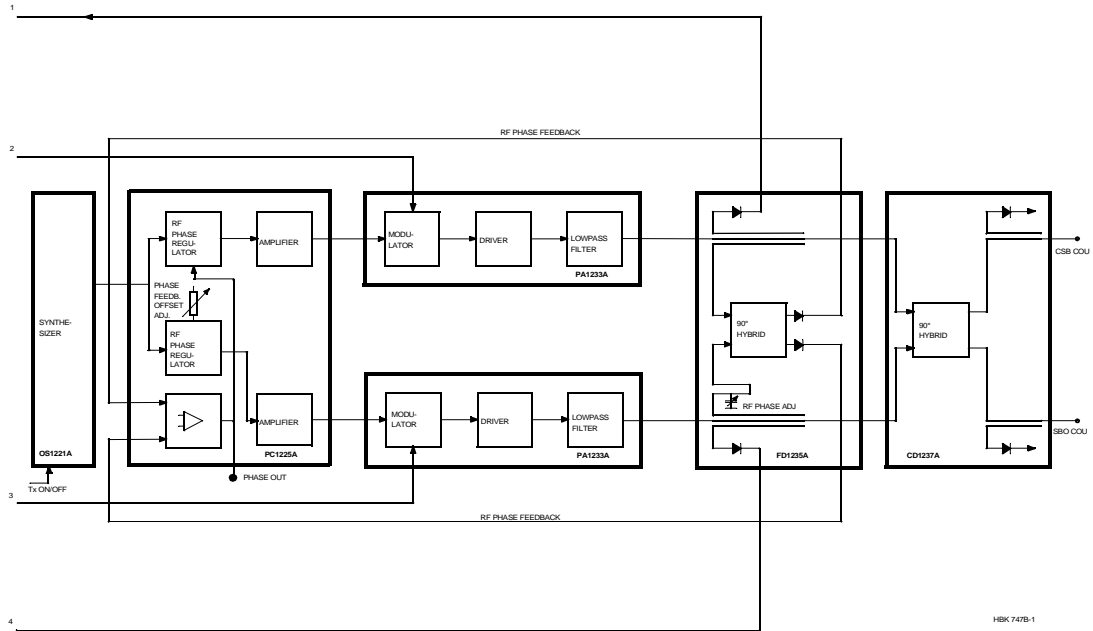 1
RF PHASE FEEDBACK
2
RF
PHASE
REGU-
LATOR
AMPLIFIER
MODU-
LATOR
DRIVER
LOWPASS
FILTER
PA1233A
CSB COU
PHASE
FEEDB.
OFFSET
ADJ.
SYNTHE-
SIZER
RF
PHASE
REGU-
LATOR
90°
HYBRID
90°
HYBRID
AMPLIFIER
MODU-
LATOR
DRIVER
LOWPASS
FILTER
RF PHASE ADJ
SBO COU
OS1221A
PC1225A
PA1233A
FD1235A
CD1237A
Tx ON/OFF
PHASE OUT
3
RF PHASE FEEDBACK
4
HBK 747B-1